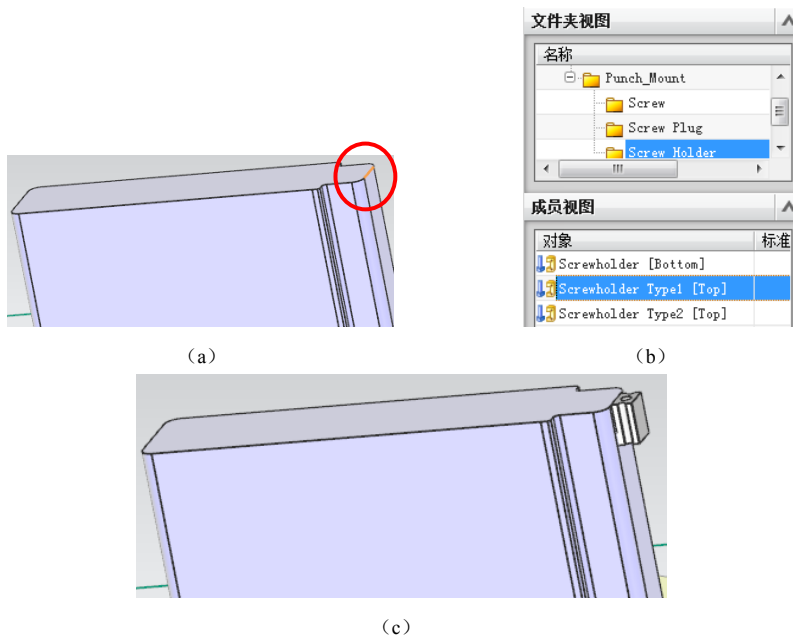 文件夹视图
名称
Punch_Mount
Screw
Screw Plug
Screw Holder
成员视图
对象 标准
Screwholder [Bottom]
Screwholder Type1 [Top]
Screwholder Type2 [Top]
（a）
（b）
（c）